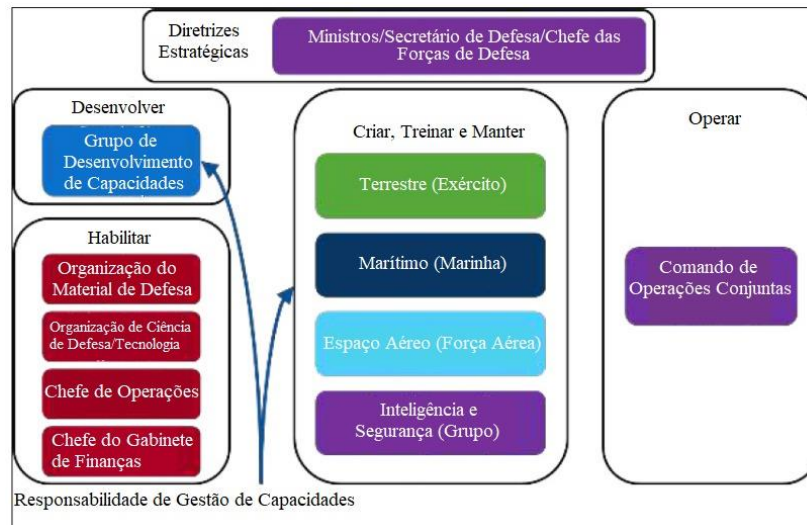 Diretrizes
Estratégicas
Ministros/Secretário de Defesa/Chefe das
Forças de Defesa
Desenvolver
Grupo de
Desenvolvimento
de Capacidades
Habilitar
Organização do
Material de Defesa
Organização de Ciência
de Defesa/Tecnologia
Chefe de Operações
Chefe do Gabinete
de Finanças
Criar, Treinar e Manter
Terrestre (Exército)
Marítimo (Marinha)
Espaço Aéreo (Força Aérea)
Inteligência e
Segurança (Grupo)
Operar
Comando de
Operações Conjuntas
Responsabilidade de Gestão de Capacidades